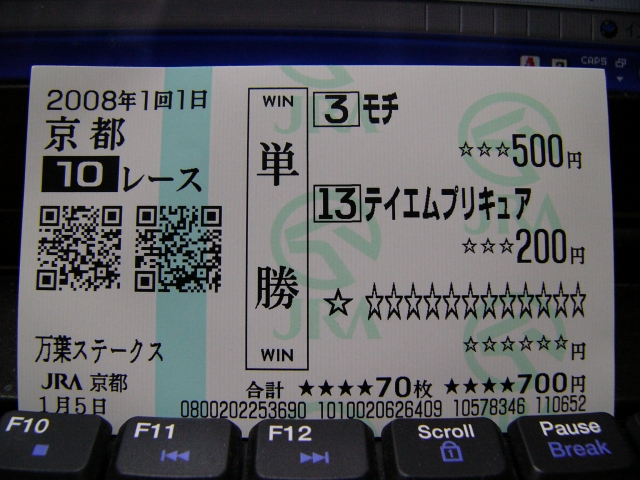 CAPS
2008年1回1日
京都
10レース
万葉ステークス
JRA 京都
1月5日
WIN
単勝
WIN
3 モチ
☆☆☆500円
13 テイエムプリキュア
☆☆☆200円
☆ ☆☆☆☆☆☆☆☆☆☆☆☆
☆☆☆☆☆☆円
合計 ★★★★70枚 ★★★★700円
0800202253690 1010020626409 10578346 110652
JRA
JRA
JRA
F10
F11
F12
Scroll
Pause
Break